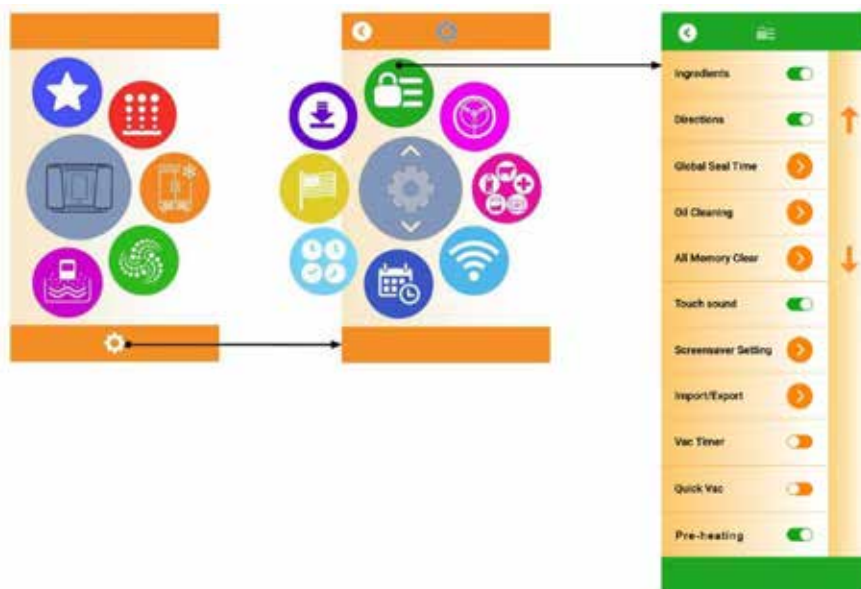 Ingredients
Directions
Global Seal Time
Oil Cleaning
All Memory Clear
Touch sound
Screensaver Setting
Import/Export
Vac Timer
Quick Vac
Pre-heating